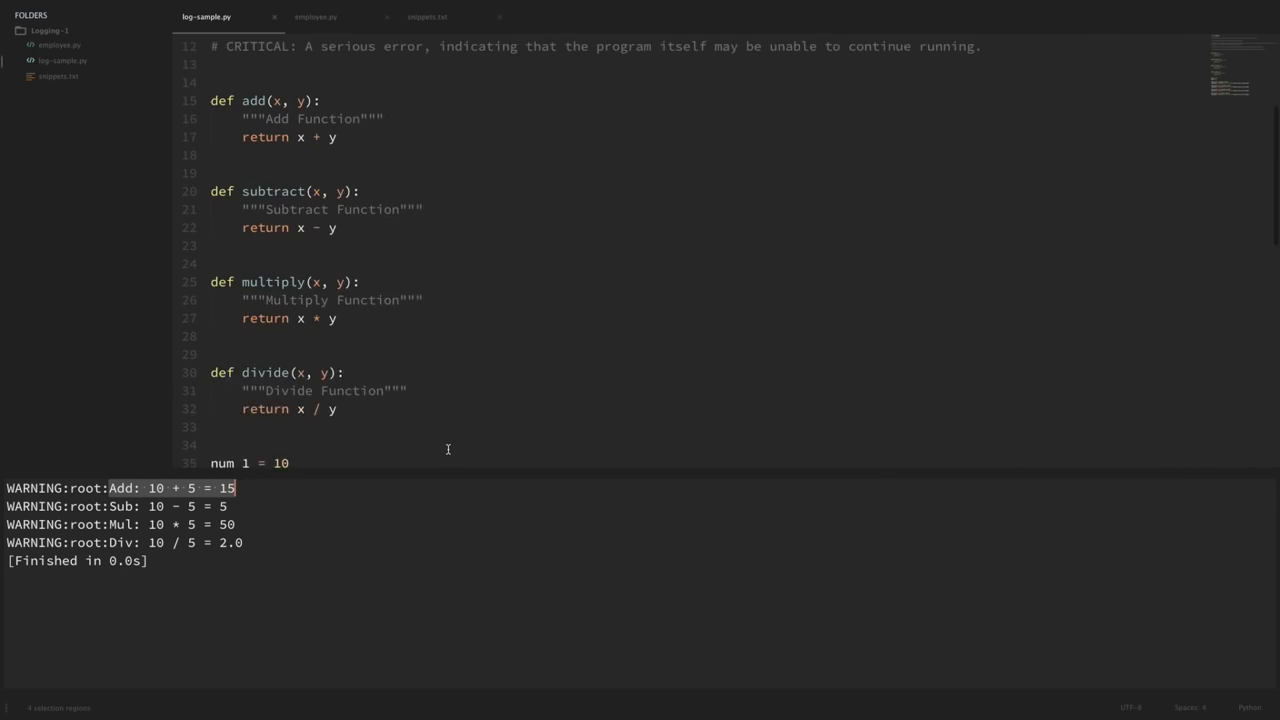 FOLDERS
Logging-1
employee.py
log-sample.py
snippets.txt
log-sample.py × employee.py × snippets.txt ×
12 # CRITICAL: A serious error, indicating that the program itself may be unable to continue running.
13
14
15 def add(x, y):
16 """Add Function"""
17 return x + y
18
19
20 def subtract(x, y):
21 """Subtract Function"""
22 return x - y
23
24
25 def multiply(x, y):
26 """Multiply Function"""
27 return x * y
28
29
30 def divide(x, y):
31 """Divide Function"""
32 return x / y
33
34
35 num_1 = 10
WARNING:root:Add: 10 + 5 = 15
WARNING:root:Sub: 10 - 5 = 5
WARNING:root:Mul: 10 * 5 = 50
WARNING:root:Div: 10 / 5 = 2.0
[Finished in 0.0s]
4 selection regions UTF-8 Spaces: 4 Python